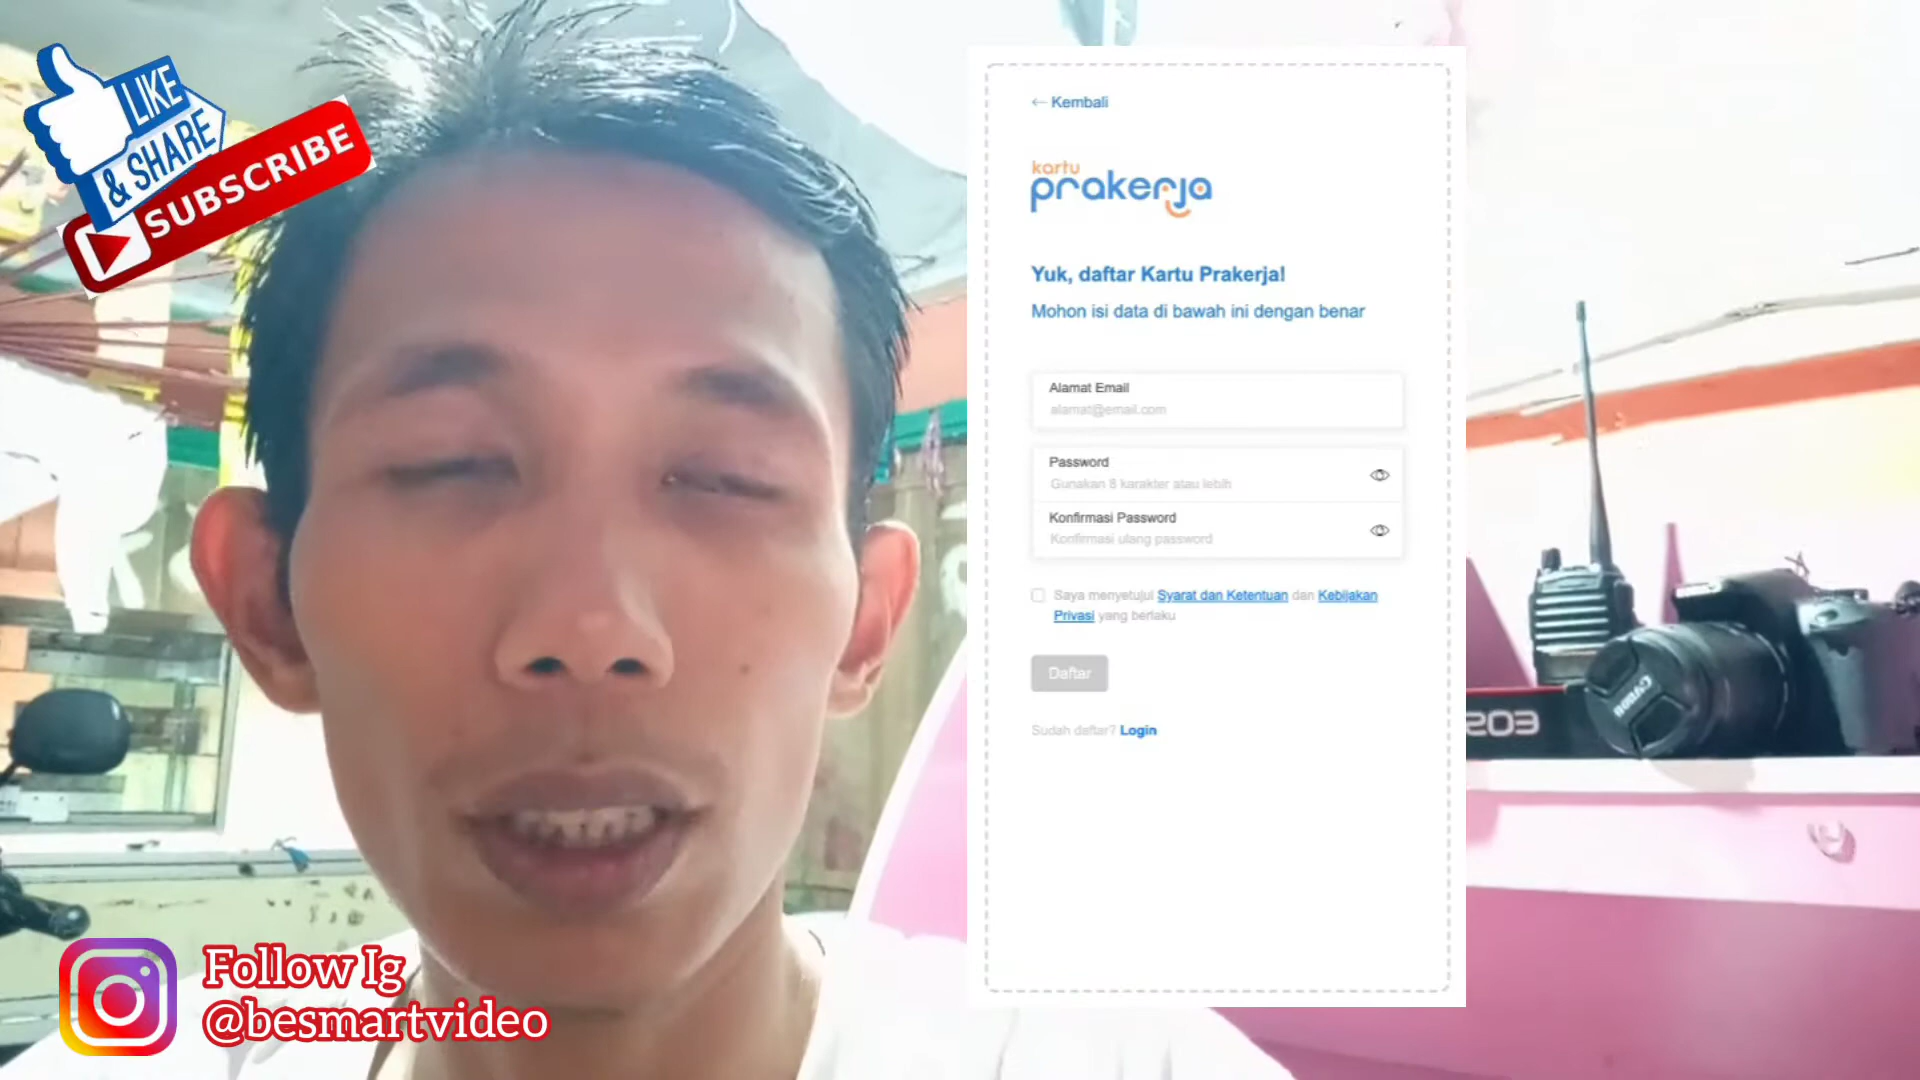 LIKE
& SHARE
SUBSCRIBE
← Kembali
kartu
prakerja
Yuk, daftar Kartu Prakerja!
Mohon isi data di bawah ini dengan benar
Alamat Email
alamat@email.com
Password
Gunakan 8 karakter atau lebih
Konfirmasi Password
Konfirmasi ulang password
Saya menyetujui Syarat dan Ketentuan dan Kebijakan
Privasi yang berlaku
Daftar
Sudah daftar? Login
Canon
203
Follow Ig
@besmartvideo